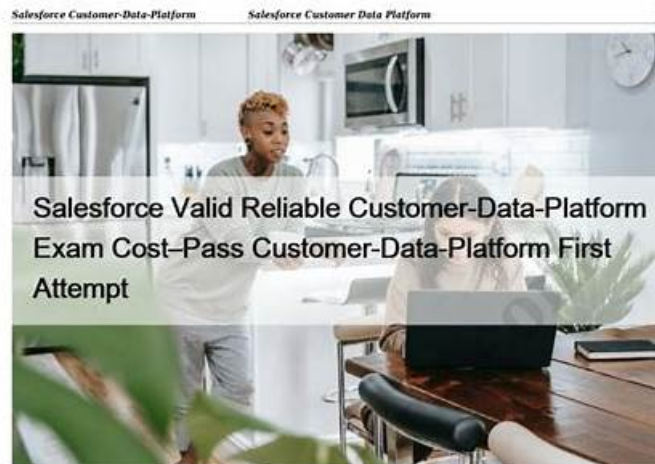 Salesforce Customer-Data-Platform Salesforce Customer Data Platform
Salesforce Valid Reliable Customer-Data-Platform
Exam Cost–Pass Customer-Data-Platform First
Attempt